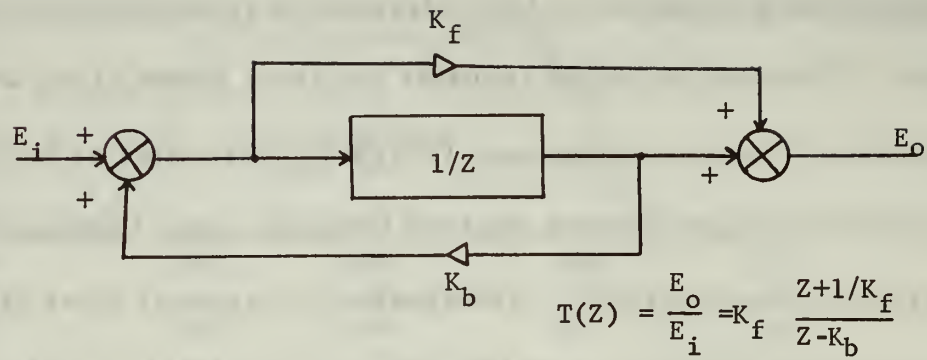 K_f
+
E_i + E_o
1/Z
+ +
K_b
T(Z) = E_o/E_i =K_f Z+1/K_f / Z-K_b